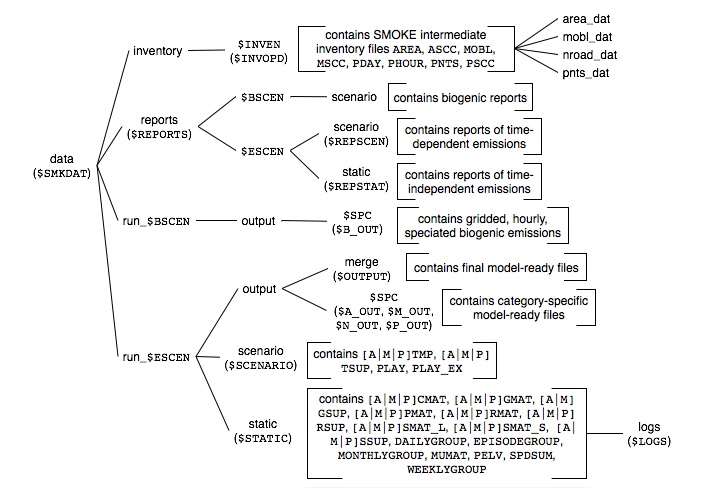 data
($SMKDAT)
inventory
$INVEN
($INVOPD)
contains SMOKE intermediate
inventory files AREA, ASCC, MOBL,
MSCC, PDAY, PHOUR, PNTS, PSCC
area_dat
mobl_dat
nroad_dat
pnts_dat
reports
($REPORTS)
$BSCEN
scenario
contains biogenic reports
$ESCEN
scenario
($REPSCEN)
contains reports of time-
dependent emissions
static
($REPSTAT)
contains reports of time-
independent emissions
run_$BSCEN
output
$SPC
($B_OUT)
contains gridded, hourly,
speciated biogenic emissions
run_$ESCEN
output
merge
($OUTPUT)
contains final model-ready files
$SPC
($A_OUT, $M_OUT,
$N_OUT, $P_OUT)
contains category-specific
model-ready files
scenario
($SCENARIO)
contains [A|M|P]TMP, [A|M|P]
TSUP, PLAY, PLAY_EX
static
($STATIC)
contains [A|M|P]CMAT, [A|M|P]GMAT, [A|M]
GSUP, [A|M|P]PMAT, [A|M|P]RMAT, [A|M|P]
RSUP, [A|M|P]SMAT_L, [A|M|P]SMAT_S, [A|
M|P]SSUP, DAILYGROUP, EPISODEGROUP,
MONTHLYGROUP, MUMAT, PELV, SPDSUM,
WEEKLYGROUP
logs
($LOGS)